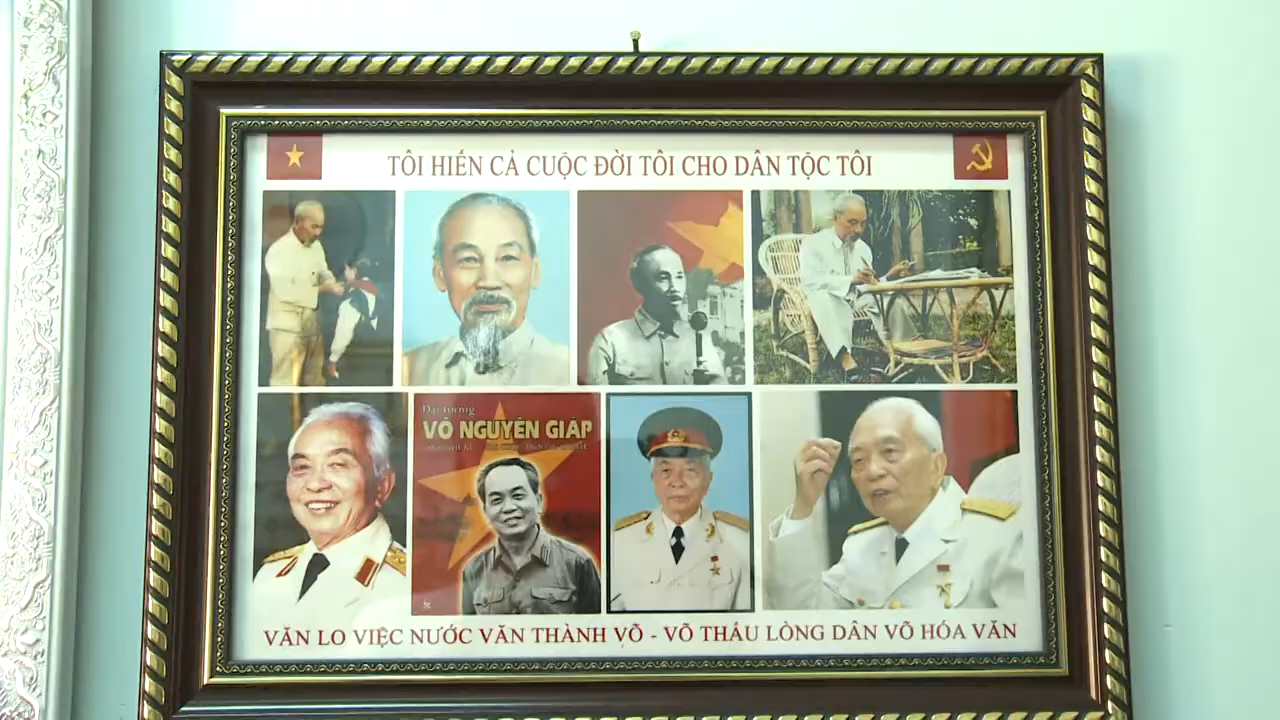 TÔI HIẾN CẢ CUỘC ĐỜI TÔI CHO DÂN TỘC TÔI
Đại tướng
VÕ NGUYÊN GIÁP
VĂN LO VIỆC NƯỚC VĂN THÀNH VÕ - VÕ THẤU LÒNG DÂN VÕ HÓA VĂN